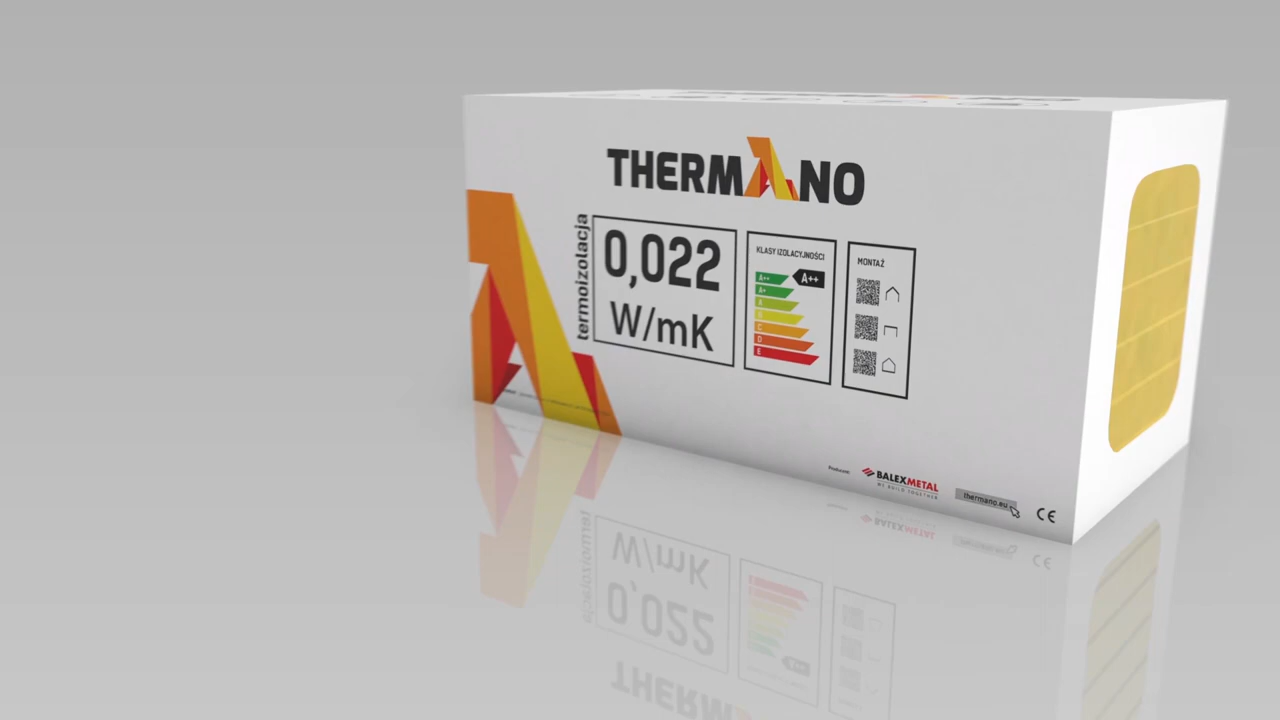 THERMANO
termoizolacja
0,022
W/mK
KLASY IZOLACYJNOŚCI
A++
A++
A+
A
B
C
D
E
MONTAŻ
Producent:
BALEXMETAL
WE BUILD TOGETHER
thermano.eu
CE